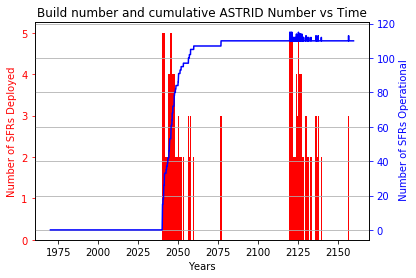 Build number and cumulative ASTRID Number vs Time
Number of SFRs Deployed
5
4
3
2
1
0
120
100
80
60
40
20
0
Number of SFRs Operational
1975 2000 2025 2050 2075 2100 2125 2150
Years